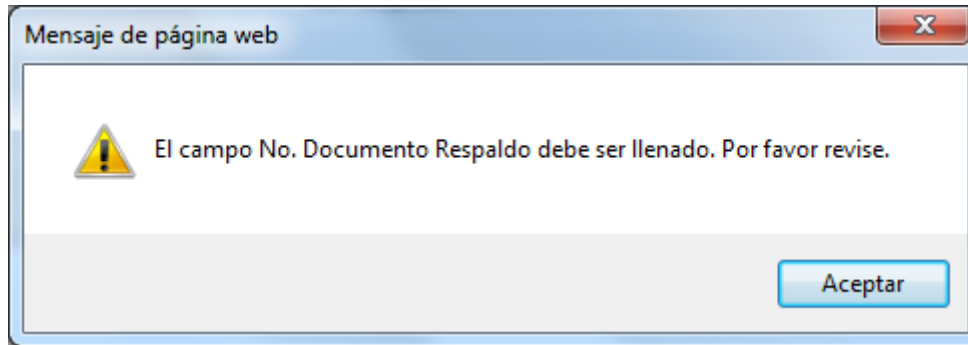 Mensaje de página web
El campo No. Documento Respaldo debe ser llenado. Por favor revise.
Aceptar